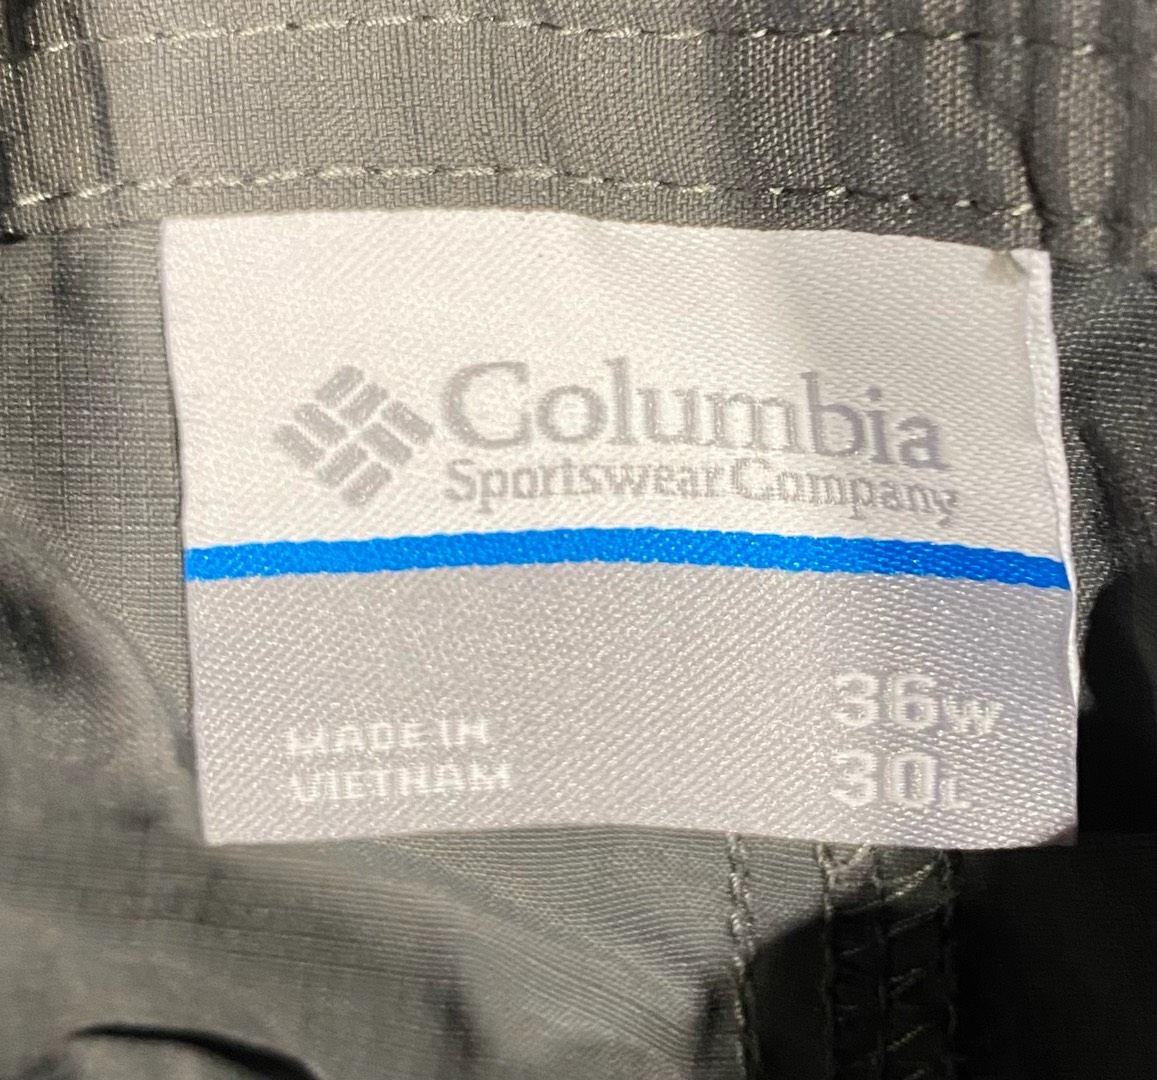 Columbia
Sportswear Company
MADE IN
VIETNAM
36W
30L